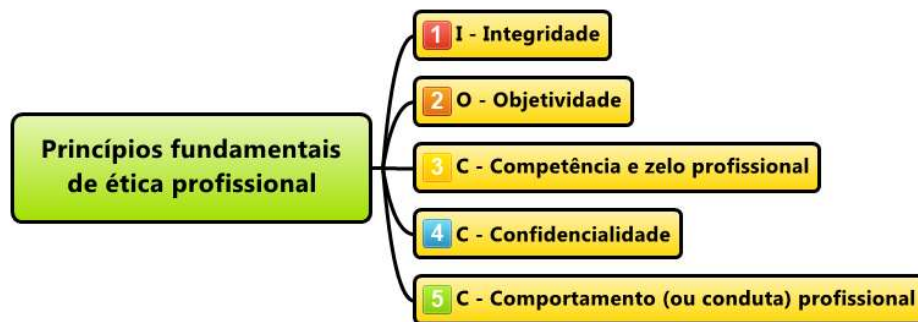 Princípios fundamentais
de ética profissional
1 I - Integridade
2 O - Objetividade
3 C - Competência e zelo profissional
4 C - Confidencialidade
5 C - Comportamento (ou conduta) profissional